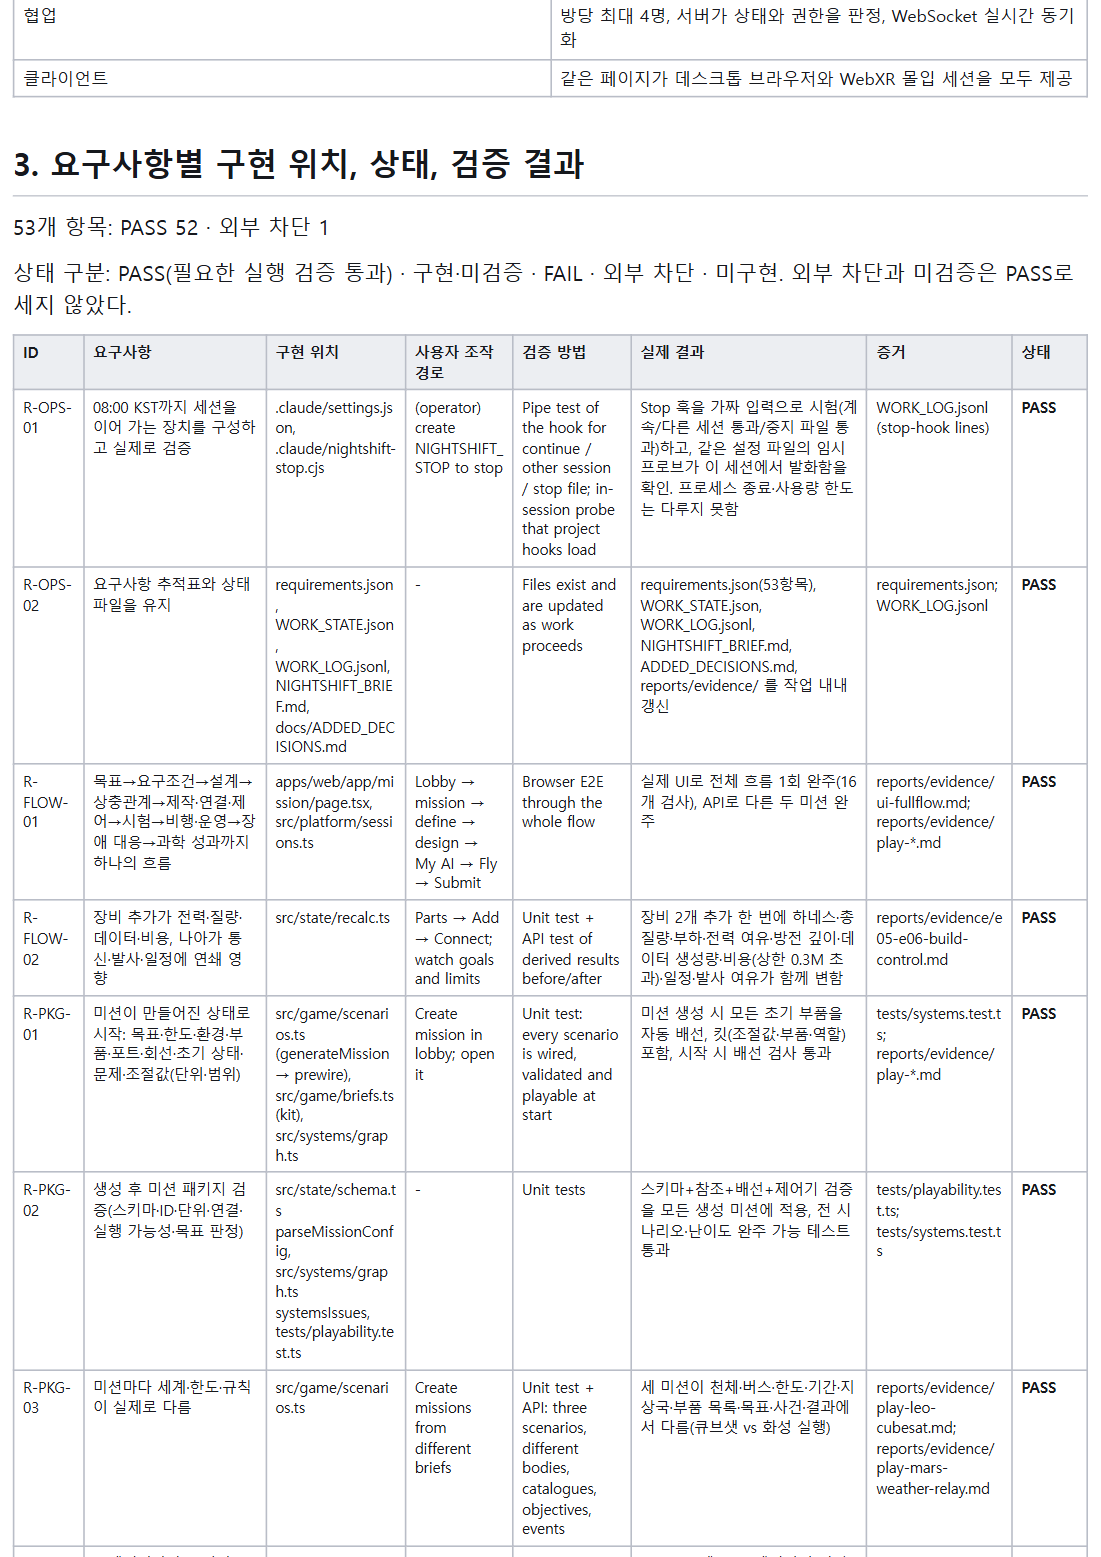 협업
방당 최대 4명, 서버가 상태와 권한을 판정, WebSocket 실시간 동기
화
클라이언트
같은 페이지가 데스크톱 브라우저와 WebXR 몰입 세션을 모두 제공
3. 요구사항별 구현 위치, 상태, 검증 결과
53개 항목: PASS 52 · 외부 차단 1
상태 구분: PASS(필요한 실행 검증 통과) · 구현·미검증 · FAIL · 외부 차단 · 미구현. 외부 차단과 미검증은 PASS로
세지 않았다.
ID
요구사항
구현 위치
사용자 조작
경로
검증 방법
실제 결과
증거
상태
R-OPS-
01
08:00 KST까지 세션을
이어 가는 장치를 구성하
고 실제로 검증
.claude/settings.js
on,
.claude/nightshift-
stop.cjs
(operator)
create
NIGHTSHIFT_
STOP to stop
Pipe test of
the hook for
continue /
other session
/ stop file; in-
session probe
that project
hooks load
Stop 훅을 가짜 입력으로 시험(계
속/다른 세션 통과/중지 파일 통
과)하고, 같은 설정 파일의 임시
프로브가 이 세션에서 발화함을
확인. 프로세스 종료·사용량 한도
는 다루지 못함
WORK_LOG.jsonl
(stop-hook lines)
PASS
R-OPS-
02
요구사항 추적표와 상태
파일을 유지
requirements.json
,
WORK_STATE.json
,
WORK_LOG.jsonl,
NIGHTSHIFT_BRIE
F.md,
docs/ADDED_DEC
ISIONS.md
-
Files exist and
are updated
as work
proceeds
requirements.json(53항목),
WORK_STATE.json,
WORK_LOG.jsonl,
NIGHTSHIFT_BRIEF.md,
ADDED_DECISIONS.md,
reports/evidence/ 를 작업 내내
갱신
requirements.json;
WORK_LOG.jsonl
PASS
R-
FLOW-
01
목표→요구조건→설계→
상충관계→제작·연결·제
어→시험→비행·운영→장
애 대응→과학 성과까지
하나의 흐름
apps/web/app/mi
ssion/page.tsx,
src/platform/sessi
ons.ts
Lobby →
mission →
define →
design →
My AI → Fly
→ Submit
Browser E2E
through the
whole flow
실제 UI로 전체 흐름 1회 완주(16
개 검사), API로 다른 두 미션 완
주
reports/evidence/
ui-fullflow.md;
reports/evidence/
play-*.md
PASS
R-
FLOW-
02
장비 추가가 전력·질량·
데이터·비용, 나아가 통
신·발사·일정에 연쇄 영
향
src/state/recalc.ts
Parts → Add
→ Connect;
watch goals
and limits
Unit test +
API test of
derived results
before/after
장비 2개 추가 한 번에 하네스·총
질량·부하·전력 여유·방전 깊이·데
이터 생성량·비용(상한 0.3M 초
과)·일정·발사 여유가 함께 변함
reports/evidence/e
05-e06-build-
control.md
PASS
R-PKG-
01
미션이 만들어진 상태로
시작: 목표·한도·환경·부
품·포트·회선·초기 상태·
문제·조절값(단위·범위)
src/game/scenari
os.ts
(generateMission
→ prewire),
src/game/briefs.ts
(kit),
src/systems/grap
h.ts
Create
mission in
lobby; open
it
Unit test:
every scenario
is wired,
validated and
playable at
start
미션 생성 시 모든 초기 부품을
자동 배선, 킷(조절값·부품·역할)
포함, 시작 시 배선 검사 통과
tests/systems.test.t
s;
reports/evidence/
play-*.md
PASS
R-PKG-
02
생성 후 미션 패키지 검
증(스키마·ID·단위·연결·
실행 가능성·목표 판정)
src/state/schema.t
s
parseMissionConf
ig,
src/systems/grap
h.ts
systemsIssues,
tests/playability.te
st.ts
-
Unit tests
스키마+참조+배선+제어기 검증
을 모든 생성 미션에 적용, 전 시
나리오·난이도 완주 가능 테스트
통과
tests/playability.tes
t.ts;
tests/systems.test.t
s
PASS
R-PKG-
03
미션마다 세계·한도·규칙
이 실제로 다름
src/game/scenari
os.ts
Create
missions
from
different
briefs
Unit test +
API: three
scenarios,
different
bodies,
catalogues,
objectives,
events
세 미션이 천체·버스·한도·기간·지
상국·부품 목록·목표·사건·결과에
서 다름(큐브샛 vs 화성 실행)
reports/evidence/
play-leo-
cubesat.md;
reports/evidence/
play-mars-
weather-relay.md
PASS